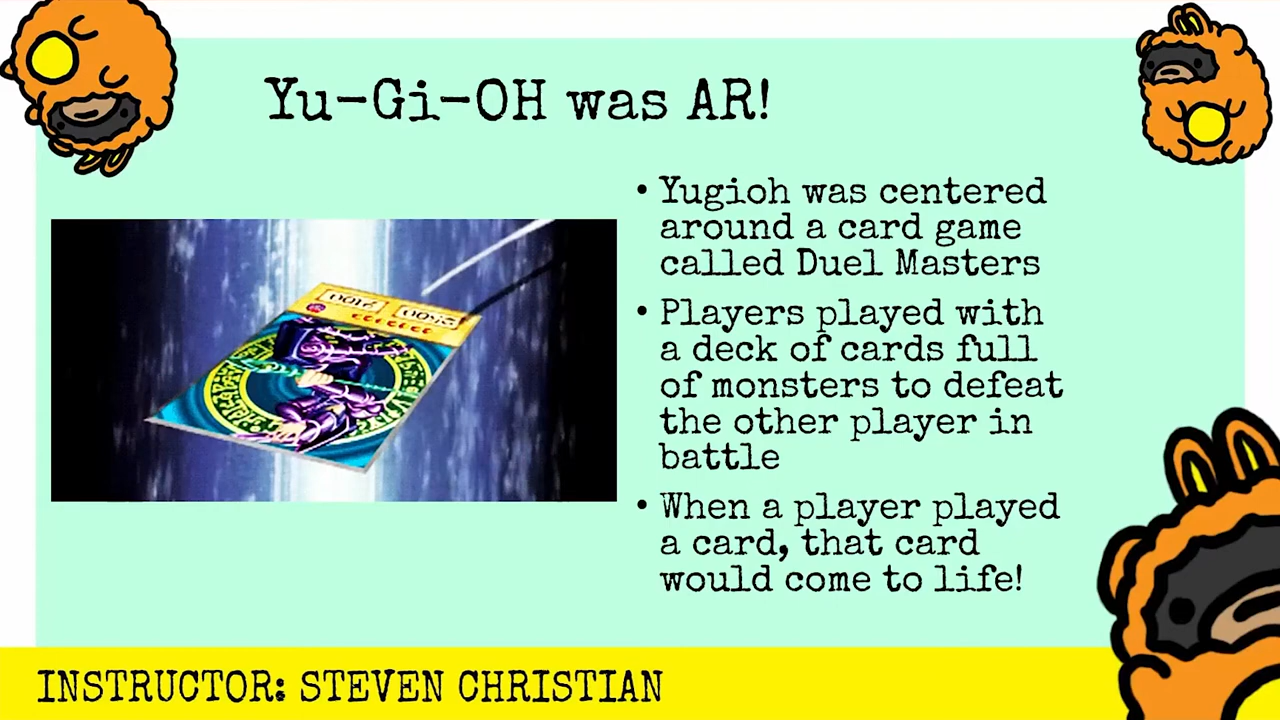 Yu-Gi-OH was AR!
• Yugioh was centered
around a card game
called Duel Masters
• Players played with
a deck of cards full
of monsters to defeat
the other player in
battle
• When a player played
a card, that card
would come to life!
2100 2500
INSTRUCTOR: STEVEN CHRISTIAN